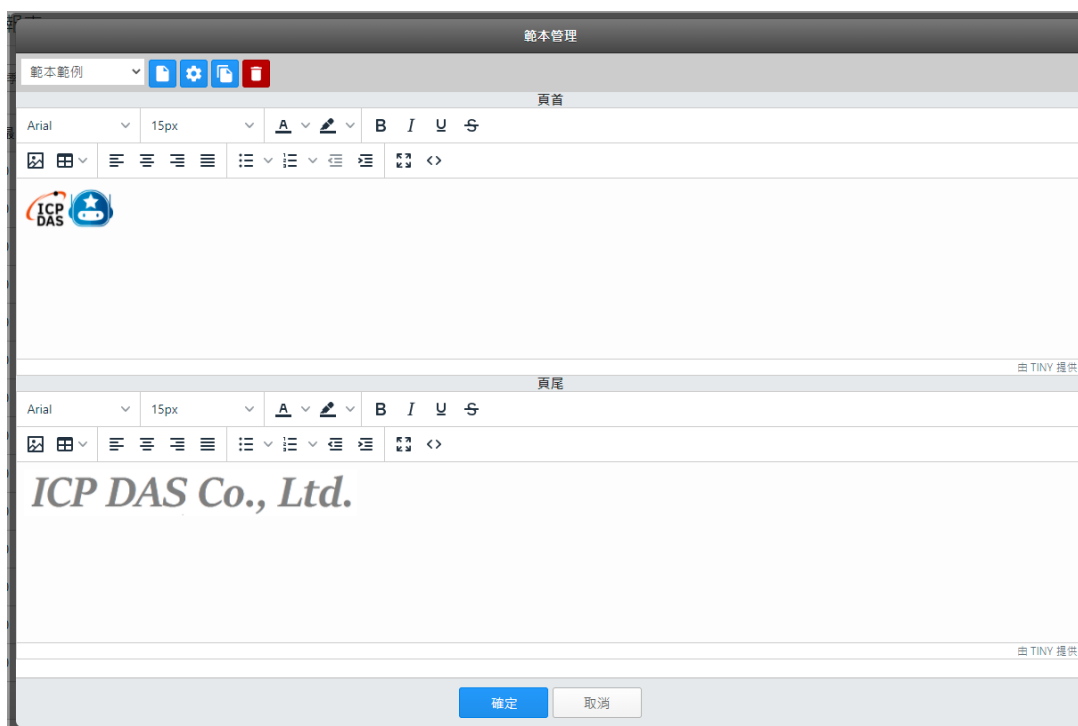 範本管理
範本範例
頁首
Arial 15px A B I U S
ICP DAS
由 TINY 提供
頁尾
Arial 15px A B I U S
ICP DAS Co., Ltd.
由 TINY 提供
確定 取消